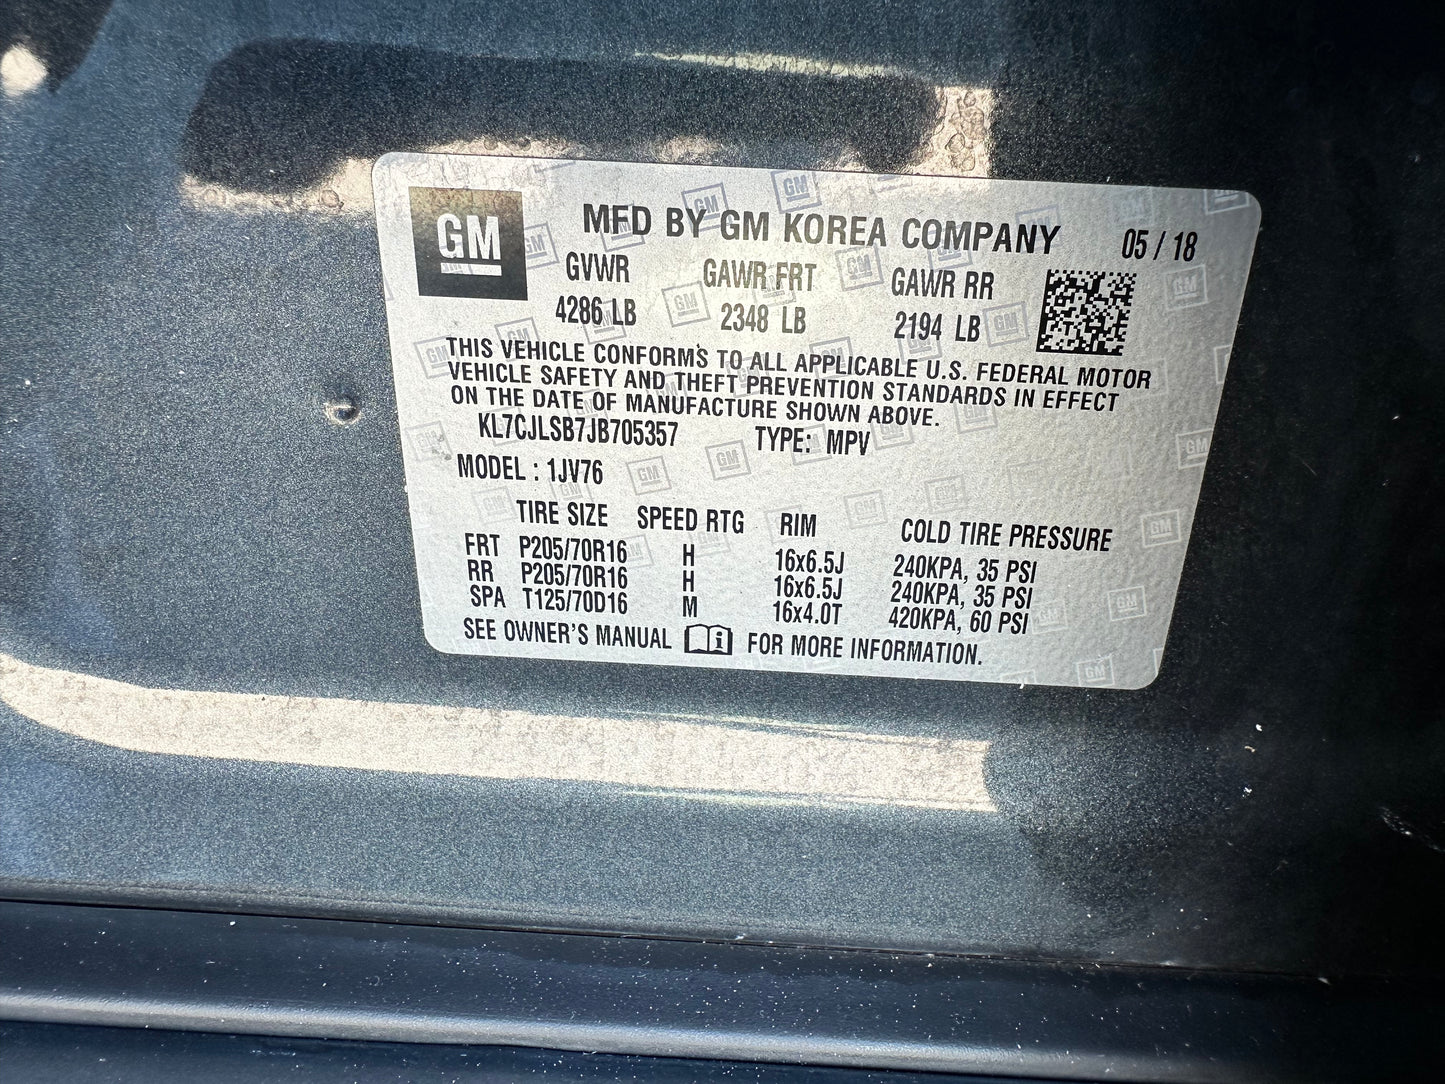 GM MFD BY GM KOREA COMPANY 05 / 18
GVWR GAWR FRT GAWR RR
4286 LB 2348 LB 2194 LB
THIS VEHICLE CONFORMS TO ALL APPLICABLE U.S. FEDERAL MOTOR
VEHICLE SAFETY AND THEFT PREVENTION STANDARDS IN EFFECT
ON THE DATE OF MANUFACTURE SHOWN ABOVE.
KL7CJLSB7JB705357 TYPE: MPV
MODEL : 1JV76
TIRE SIZE SPEED RTG RIM COLD TIRE PRESSURE
FRT P205/70R16 H 16x6.5J 240KPA, 35 PSI
RR P205/70R16 H 16x6.5J 240KPA, 35 PSI
SPA T125/70D16 M 16x4.0T 420KPA, 60 PSI
SEE OWNER'S MANUAL i FOR MORE INFORMATION.